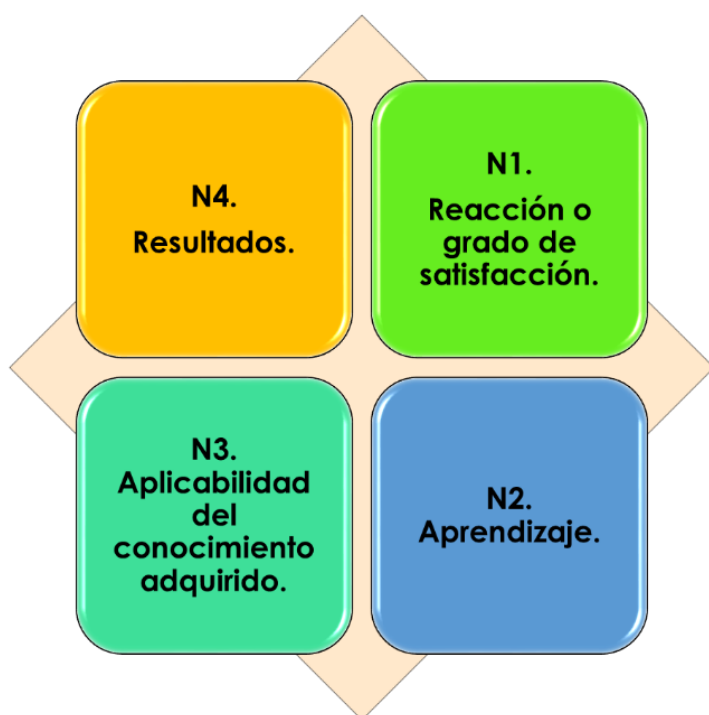 N4.
Resultados.
N1.
Reacción o
grado de
satisfacción.
N3.
Aplicabilidad
del
conocimiento
adquirido.
N2.
Aprendizaje.